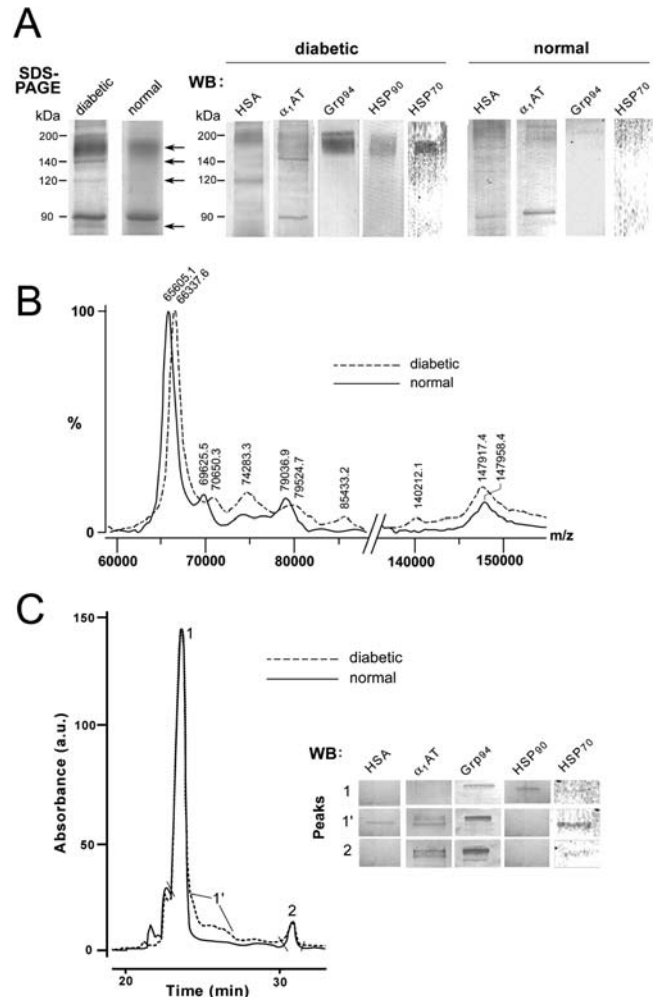 A
diabetic normal
SDS-PAGE diabetic normal WB: HSA α₁AT Grp94 HSP90 HSP70 HSA α₁AT Grp94 HSP90 HSP70
kDa kDa
200 200
140 140
120 120
90 90
B
65605.1
66337.6
100
diabetic
normal
%
69625.5 70650.3 74283.3 79036.9 79524.7 85433.2 140212.1 147917.4 147958.4
0
60000 70000 80000 140000 150000 m/z
C
150
1
diabetic
normal
100
Absorbance (a.u.)
WB: HSA α₁AT Grp94 HSP90 HSP70
Peaks
1
1'
2
50
1' 2
0
20 30
Time (min)